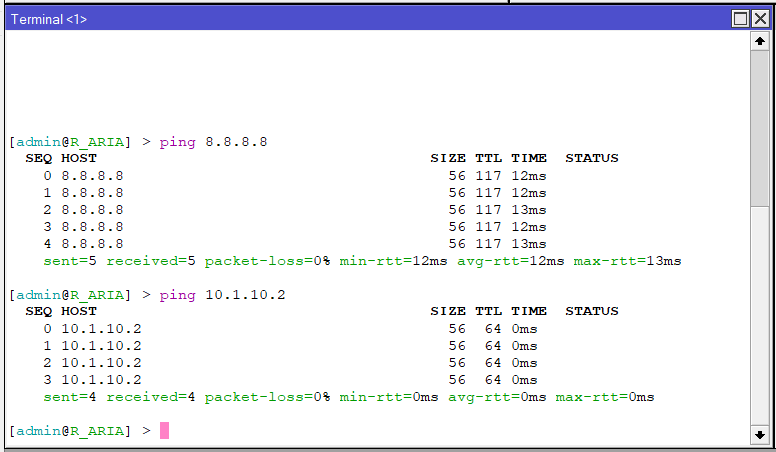 Terminal <1>
[admin@R_ARIA] > ping 8.8.8.8
SEQ HOST SIZE TTL TIME STATUS
0 8.8.8.8 56 117 12ms
1 8.8.8.8 56 117 12ms
2 8.8.8.8 56 117 13ms
3 8.8.8.8 56 117 12ms
4 8.8.8.8 56 117 13ms
sent=5 received=5 packet-loss=0% min-rtt=12ms avg-rtt=12ms max-rtt=13ms
[admin@R_ARIA] > ping 10.1.10.2
SEQ HOST SIZE TTL TIME STATUS
0 10.1.10.2 56 64 0ms
1 10.1.10.2 56 64 0ms
2 10.1.10.2 56 64 0ms
3 10.1.10.2 56 64 0ms
sent=4 received=4 packet-loss=0% min-rtt=0ms avg-rtt=0ms max-rtt=0ms
[admin@R_ARIA] >